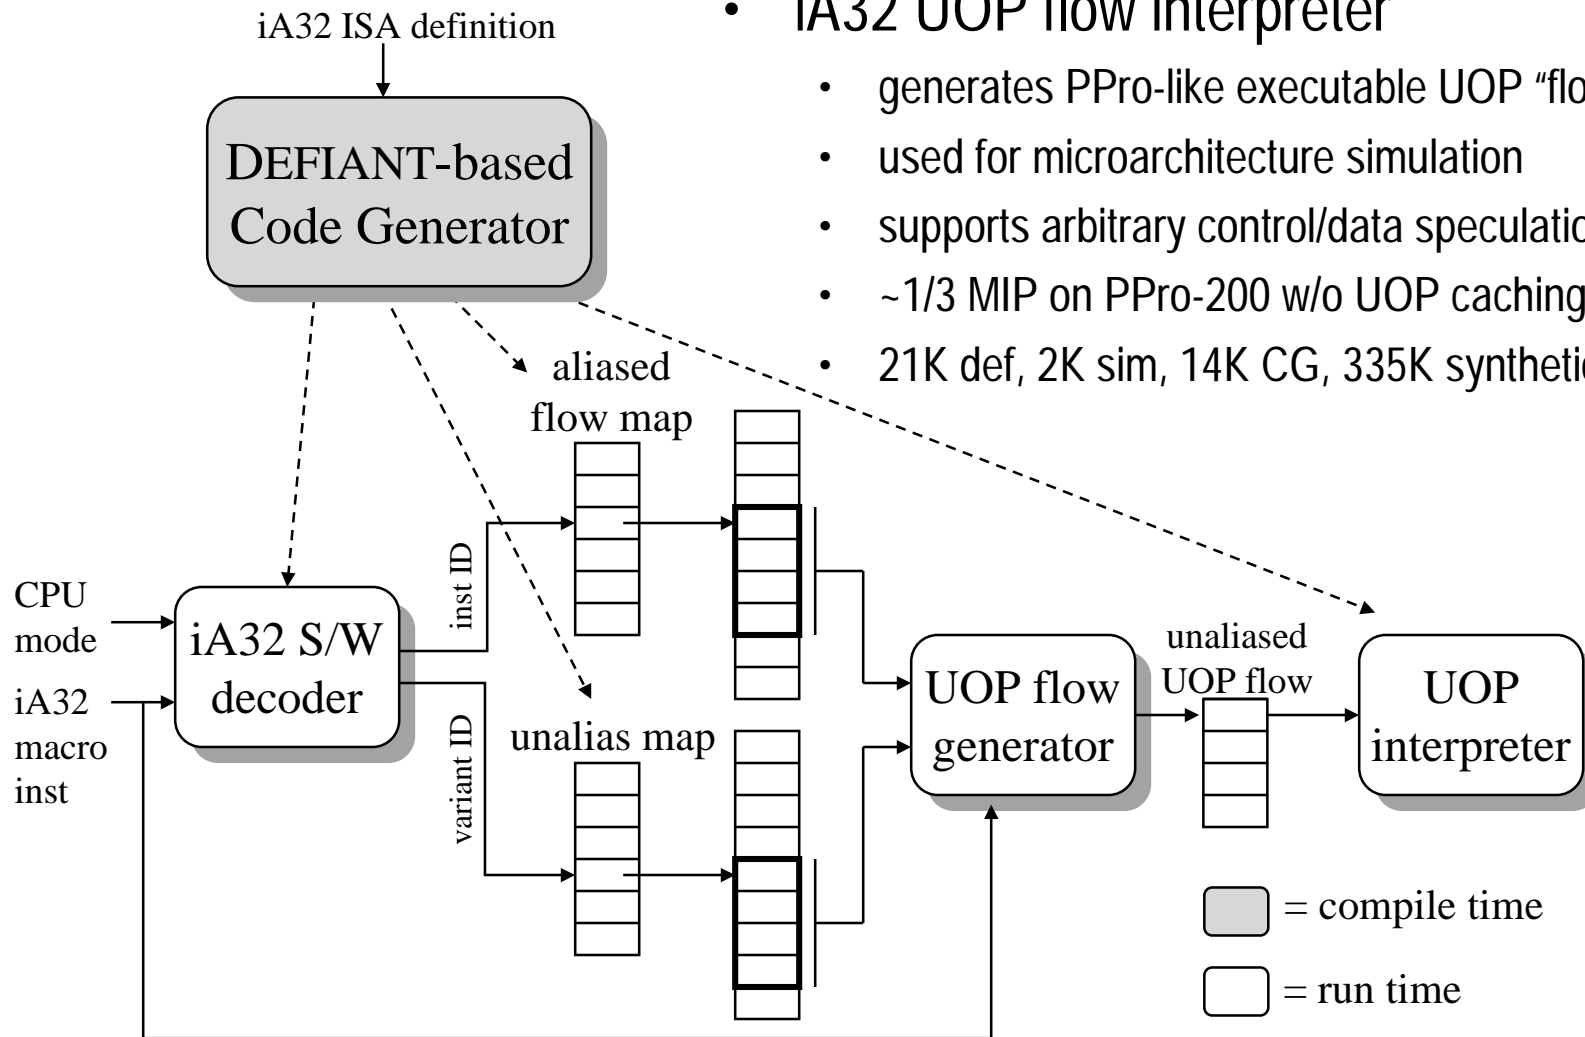 iA32 ISA definition
DEFIANT-based
Code Generator
• iA32 UOP flow interpreter
• generates PPro-like executable UOP
• used for microarchitecture simulation
• supports arbitrary control/data
• ~1/3 MIP on PPro-200 w/o UOP caching
• 21K def, 2K sim, 14K CG, 335K
aliased
flow map
inst ID
CPU
mode
iA32
macro
inst
iA32 S/W
decoder
variant ID
unalias map
UOP flow
generator
unaliased
UOP flow
UOP
interpreter
= compile time
= run time